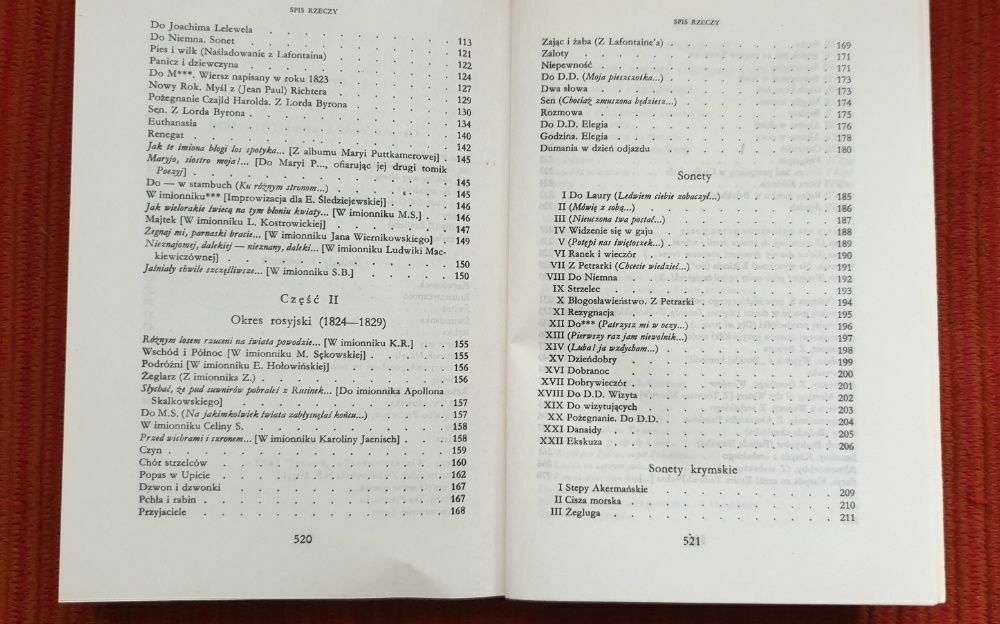 SPIS RZECZY
Do Joachima Lelewela . . . . . . . . . . 113
Do Niemna. Sonet . . . . . . . . . . 121
Pies i wilk (Naśladowanie z Lafontaina) . . . . . . 122
Panicz i dziewczyna . . . . . . . . . . 124
Do M***. Wiersz napisany w roku 1823 . . . . . . 127
Nowy Rok. Myśl z (Jean Paul) Richtera . . . . . . 129
Pożegnanie Czajld Harolda. Z Lorda Byrona . . . . . 130
Sen. Z Lorda Byrona . . . . . . . . . . 134
Euthanasia . . . . . . . . . . 140
Renegat . . . . . . . . . . 142
Jak te imiona błogi los spotyka... [Z albumu Maryi Puttkamerowej] . 145
Maryjo, siostro moja!... [Do Maryi P..., ofiarując jej drugi tomik
Poezyj] . . . . . . . . . . 145
Do — w stambuch (Ku różnym stronom...) . . . . . 145
W imionniku*** [Improwizacja dla E. Śledziejewskiej] . . . 146
Jak wielorakie świecą na tym błoniu kwiaty... [W imionniku M.S.] . 146
Majtek [W imionniku L. Kostrowickiej] . . . . . 147
Żegnaj mi, parnaski bracie... [W imionniku Jana Wiernikowskiego] . 149
Nieznajomej, dalekiej — nieznany, daleki... [W imionniku Ludwiki Mac-
kiewiczównej] . . . . . . . . . . 150
Jaśniały chwile szczęśliwsze... [W imionniku S.B.] . . . . 150
Część II
Okres rosyjski (1824—1829)
Różnym losem rzuceni na świata powodzie... [W imionniku K.R.] . 155
Wschód i Północ [W imionniku M. Sękowskiej] . . . . 155
Podróżni [W imionniku E. Hołowińskiej] . . . . . 156
Żeglarz (Z imionnika Z.) . . . . . . . . 156
Słychać, że pud suwnirów pobrałeś z Rusinek... [Do imionnika Apollona
Skalkowskiego] . . . . . . . . . . 157
Do M.S. (Na jakimkolwiek świata zabłysnęłaś końcu...) . . . 157
W imionniku Celiny S. . . . . . . . . . 158
Przed wichrami i szronem... [W imionniku Karoliny Jaenisch] . . 158
Czyn . . . . . . . . . . 159
Chór strzelców . . . . . . . . . . 160
Popas w Upicie . . . . . . . . . . 162
Dzwon i dzwonki . . . . . . . . . . 167
Pchła i rabin . . . . . . . . . . 167
Przyjaciele . . . . . . . . . . 168
520
SPIS RZECZY
Zając i żaba (Z Lafontaine'a) . . . . . . . . 169
Zaloty . . . . . . . . . . 171
Niepewność . . . . . . . . . . 171
Do D.D. (Moja pieszczotka...) . . . . . . . . 173
Dwa słowa . . . . . . . . . . 173
Sen (Chociaż zmuszona będziesz...) . . . . . . . 174
Rozmowa . . . . . . . . . . 175
Do D.D. Elegia . . . . . . . . . . 176
Godzina. Elegia . . . . . . . . . . 178
Dumania w dzień odjazdu . . . . . . . . 180
Sonety
I Do Laury (Ledwiem ciebie zobaczył...) . . . . . . 185
II (Mówię z sobą...) . . . . . . . . 186
III (Nieuczona twa postać...) . . . . . . . 187
IV Widzenie się w gaju . . . . . . . . 188
V (Potępi nas świętoszek...) . . . . . . . 189
VI Ranek i wieczór . . . . . . . . 190
VII Z Petrarki (Chcecie wiedzieć...) . . . . . . 191
VIII Do Niemna . . . . . . . . . . 192
IX Strzelec . . . . . . . . . . 193
X Błogosławieństwo. Z Petrarki . . . . . . . 194
XI Rezygnacja . . . . . . . . . . 195
XII Do*** (Patrzysz mi w oczy...) . . . . . . . 196
XIII (Pierwszy raz jam niewolnik...) . . . . . . 197
XIV (Luba! ja wzdycham...) . . . . . . . 198
XV Dzieńdobry . . . . . . . . . . 199
XVI Dobranoc . . . . . . . . . . 200
XVII Dobrywieczór . . . . . . . . . . 201
XVIII Do D.D. Wizyta . . . . . . . . 202
XIX Do wizytujących . . . . . . . . 203
XX Pożegnanie. Do D.D. . . . . . . . . 204
XXI Danaidy . . . . . . . . . . 205
XXII Ekskuza . . . . . . . . . . 206
Sonety krymskie
I Stepy Akermańskie . . . . . . . . 209
II Cisza morska . . . . . . . . . . 210
III Żegluga . . . . . . . . . . 211
521